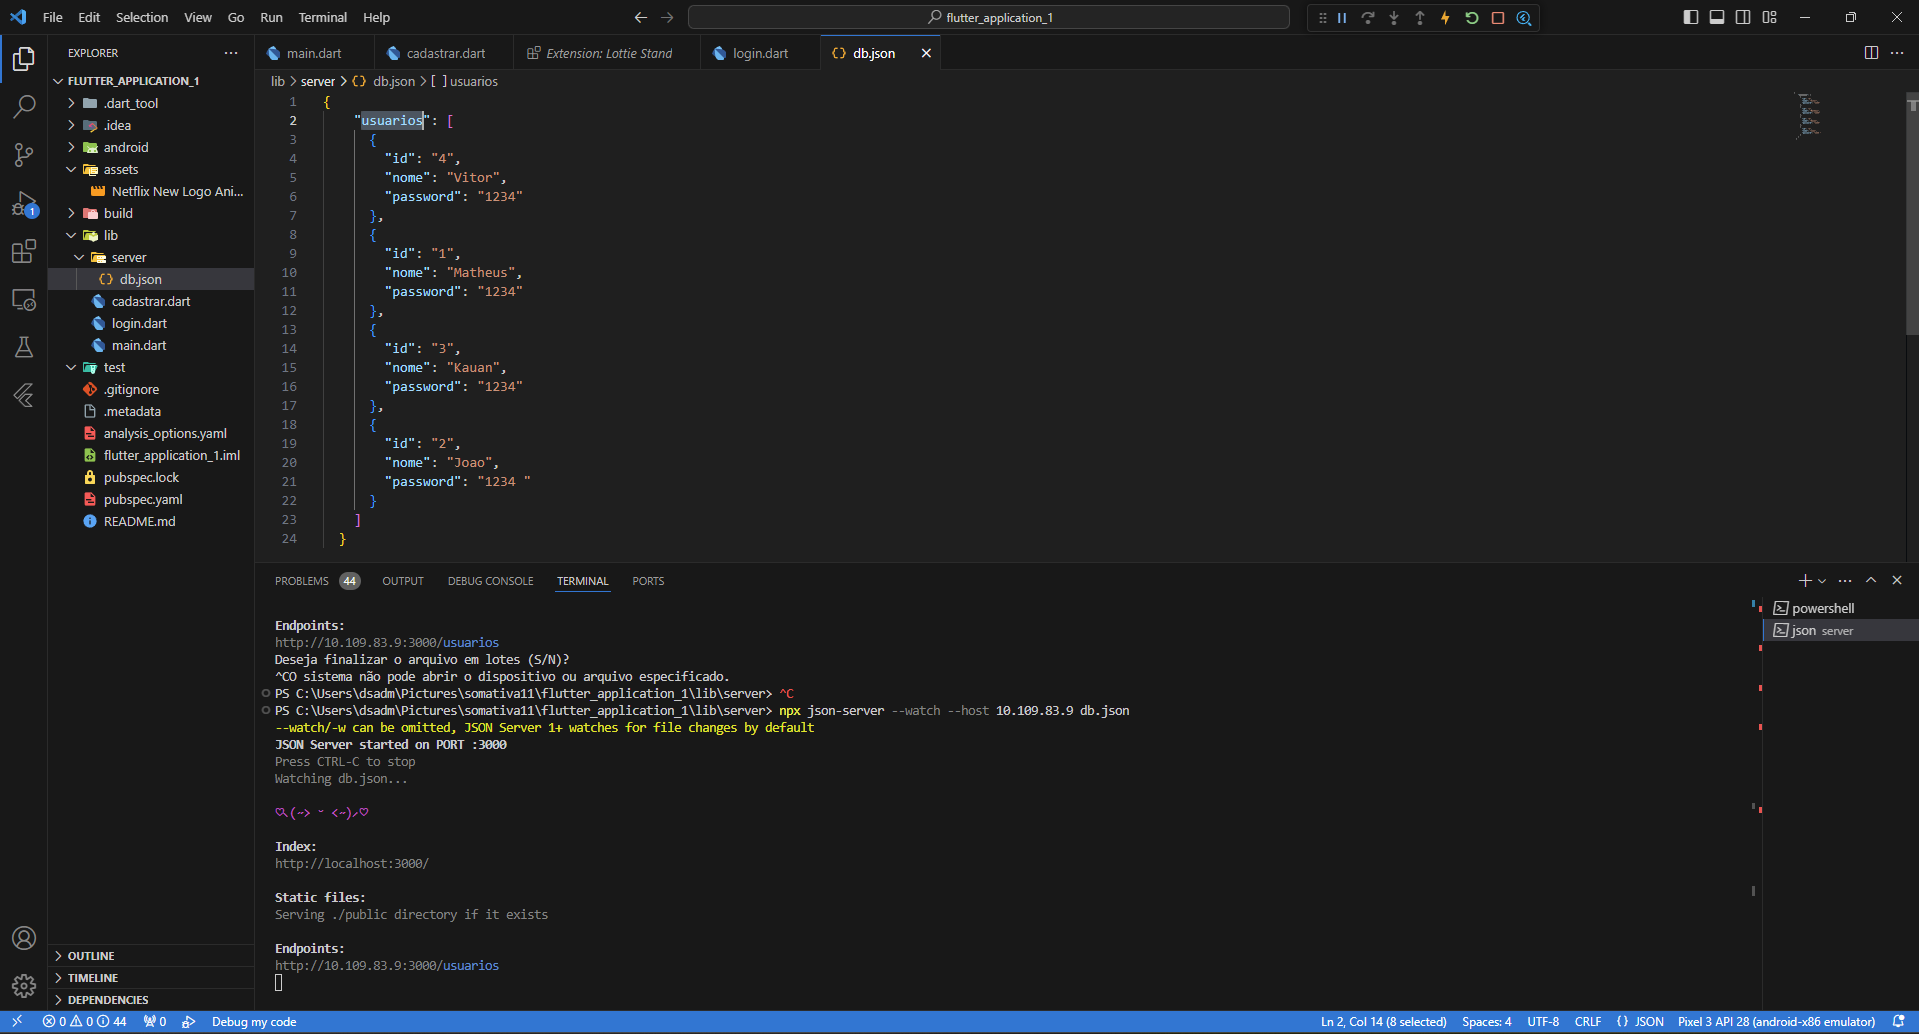 File Edit Selection View Go Run Terminal Help
flutter_application_1
EXPLORER
FLUTTER_APPLICATION_1
.dart_tool
.idea
android
assets
Netflix New Logo Ani...
build
lib
server
db.json
cadastrar.dart
login.dart
main.dart
test
.gitignore
.metadata
analysis_options.yaml
flutter_application_1.iml
pubspec.lock
pubspec.yaml
README.md
OUTLINE
TIMELINE
DEPENDENCIES
1
main.dart cadastrar.dart Extension: Lottie Stand login.dart {} db.json
lib > server > {} db.json > [ ] usuarios
1 {
2 "usuarios": [
3 {
4 "id": "4",
5 "nome": "Vitor",
6 "password": "1234"
7 },
8 {
9 "id": "1",
10 "nome": "Matheus",
11 "password": "1234"
12 },
13 {
14 "id": "3",
15 "nome": "Kauan",
16 "password": "1234"
17 },
18 {
19 "id": "2",
20 "nome": "Joao",
21 "password": "1234 "
22 }
23 ]
24 }
PROBLEMS 44 OUTPUT DEBUG CONSOLE TERMINAL PORTS
Endpoints:
http://10.109.83.9:3000/usuarios
Deseja finalizar o arquivo em lotes (S/N)?
^CO sistema não pode abrir o dispositivo ou arquivo especificado.
PS C:\Users\dsadm\Pictures\somativa11\flutter_application_1\lib\server> ^C
PS C:\Users\dsadm\Pictures\somativa11\flutter_application_1\lib\server> npx json-server --watch --host 10.109.83.9 db.json
--watch/-w can be omitted, JSON Server 1+ watches for file changes by default
JSON Server started on PORT :3000
Press CTRL-C to stop
Watching db.json...
♡⸜(˶˃ ᵕ ˂˶)⸝♡
Index:
http://localhost:3000/
Static files:
Serving ./public directory if it exists
Endpoints:
http://10.109.83.9:3000/usuarios
powershell
json server
0 0 44 0 Debug my code Ln 2, Col 14 (8 selected) Spaces: 4 UTF-8 CRLF {} JSON Pixel 3 API 28 (android-x86 emulator)